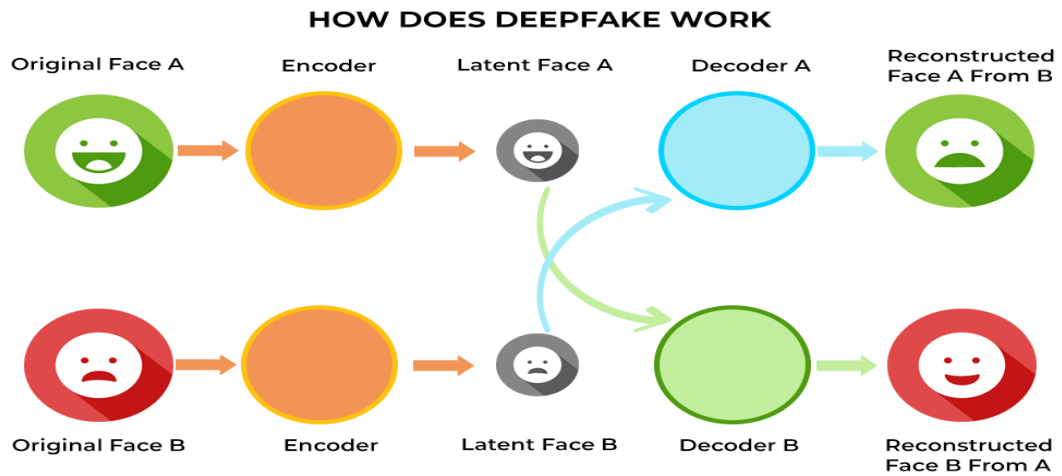 HOW DOES DEEPFAKE WORK
Original Face A
Encoder
Latent Face A
Decoder A
Reconstructed
Face A From B
Original Face B
Encoder
Latent Face B
Decoder B
Reconstructed
Face B From A